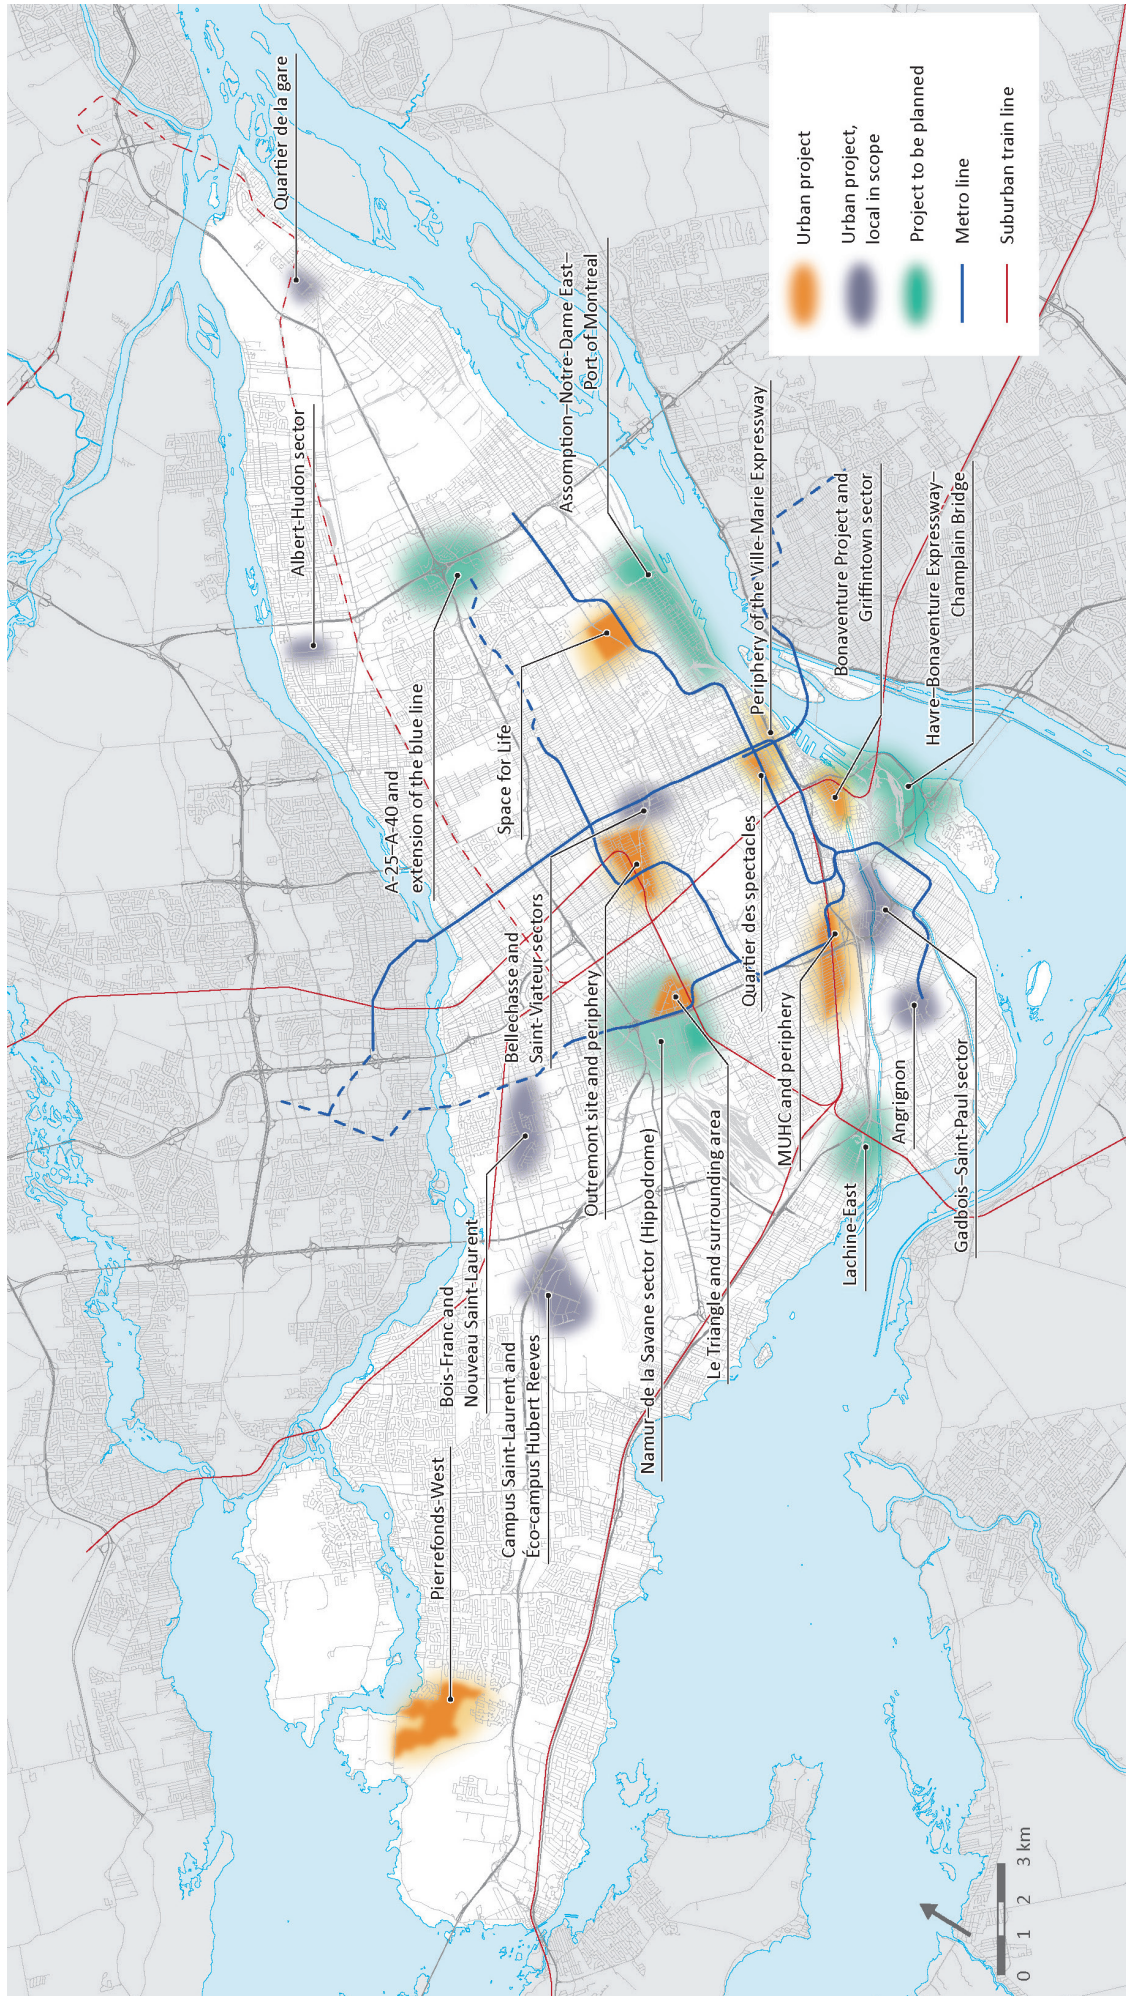 Pierrefonds-West
Bois-Franc and
Nouveau Saint-Laurent
Campus Saint-Laurent and
Éco-campus Hubert Reeves
Namur–de la Savane sector (Hippodrome)
Le Triangle and surrounding area
Outremont site and periphery
Bellechasse and
Saint-Viateur sectors
A-25–A-40 and
extension of the blue line
Space for Life
Albert-Hudon sector
Quartier de la gare
Assomption–Notre-Dame East–
Port of Montreal
Periphery of the Ville-Marie Expressway
Quartier des spectacles
Bonaventure Project and
Griffintown sector
Havre–Bonaventure Expressway–
Champlain Bridge
MUHC and periphery
Lachine-East
Angrignon
Gadbois–Saint-Paul sector
Urban project
Urban project,
local in scope
Project to be planned
Metro line
Suburban train line
0 1 2 3 km